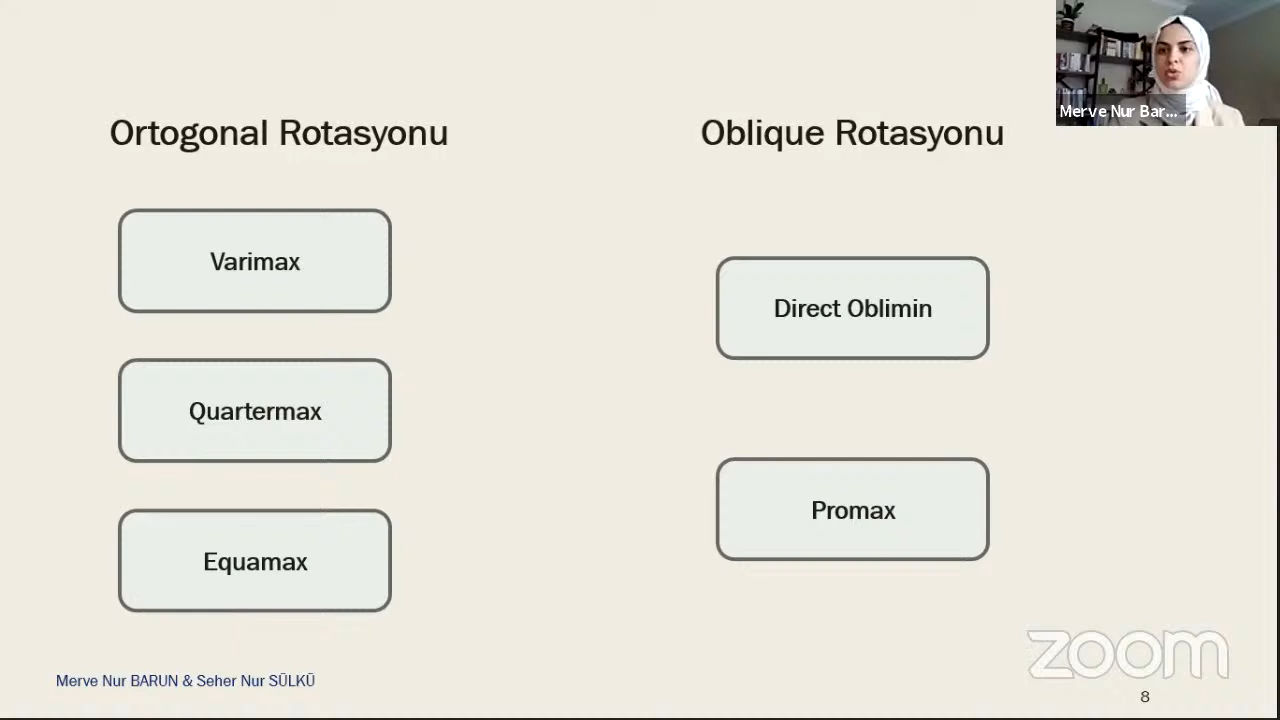 Merve Nur Bar...
Ortogonal Rotasyonu
Varimax
Quartermax
Equamax
Oblique Rotasyonu
Direct Oblimin
Promax
Merve Nur BARUN & Seher Nur SÜLKÜ
zoom
8